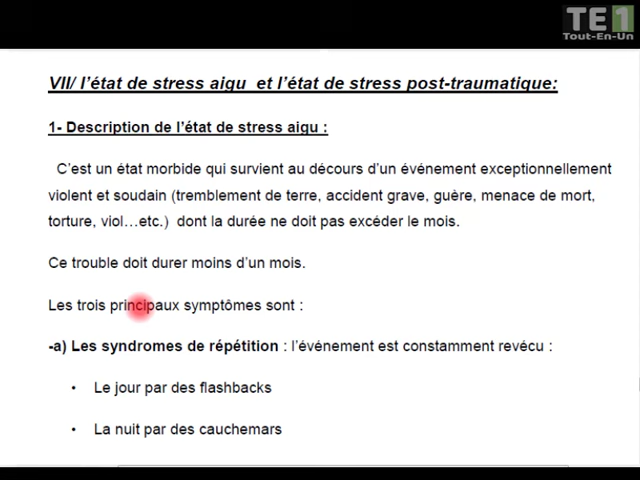 TE1
Tout-En-Un
VII/ l'état de stress aigu et l'état de stress post-traumatique:
1- Description de l'état de stress aigu :
C'est un état morbide qui survient au décours d'un événement exceptionnellement
violent et soudain (tremblement de terre, accident grave, guère, menace de mort,
torture, viol…etc.) dont la durée ne doit pas excéder le mois.
Ce trouble doit durer moins d'un mois.
Les trois principaux symptômes sont :
-a) Les syndromes de répétition : l'événement est constamment revécu :
• Le jour par des flashbacks
• La nuit par des cauchemars